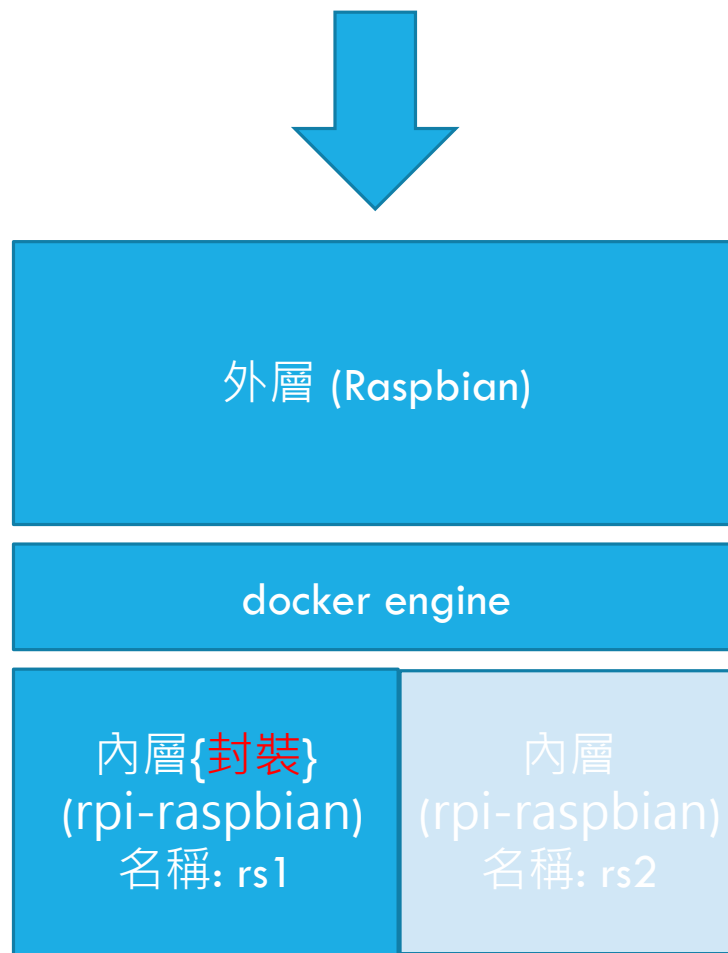 外層 (Raspbian)
docker engine
內層{封裝}
(rpi-raspbian)
名稱: rs1
內層
(rpi-raspbian)
名稱: rs2